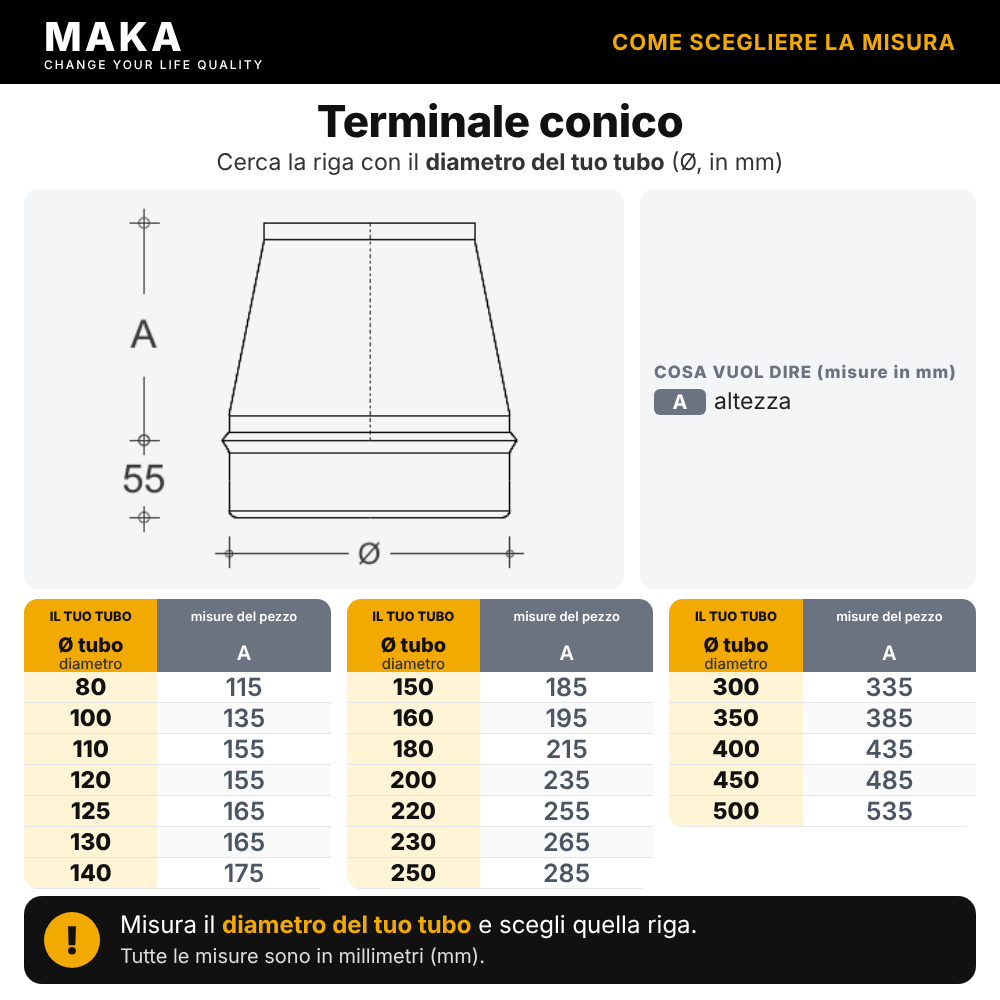 MAKA
CHANGE YOUR LIFE QUALITY
COME SCEGLIERE LA MISURA
Terminale conico
Cerca la riga con il diametro del tuo tubo (Ø, in mm)
A
55
Ø
COSA VUOL DIRE (misure in mm)
A altezza
IL TUO TUBO misure del pezzo
Ø tubo A
diametro
80 115
100 135
110 155
120 155
125 165
130 165
140 175
IL TUO TUBO misure del pezzo
Ø tubo A
diametro
150 185
160 195
180 215
200 235
220 255
230 265
250 285
IL TUO TUBO misure del pezzo
Ø tubo A
diametro
300 335
350 385
400 435
450 485
500 535
! Misura il diametro del tuo tubo e scegli quella riga.
Tutte le misure sono in millimetri (mm).